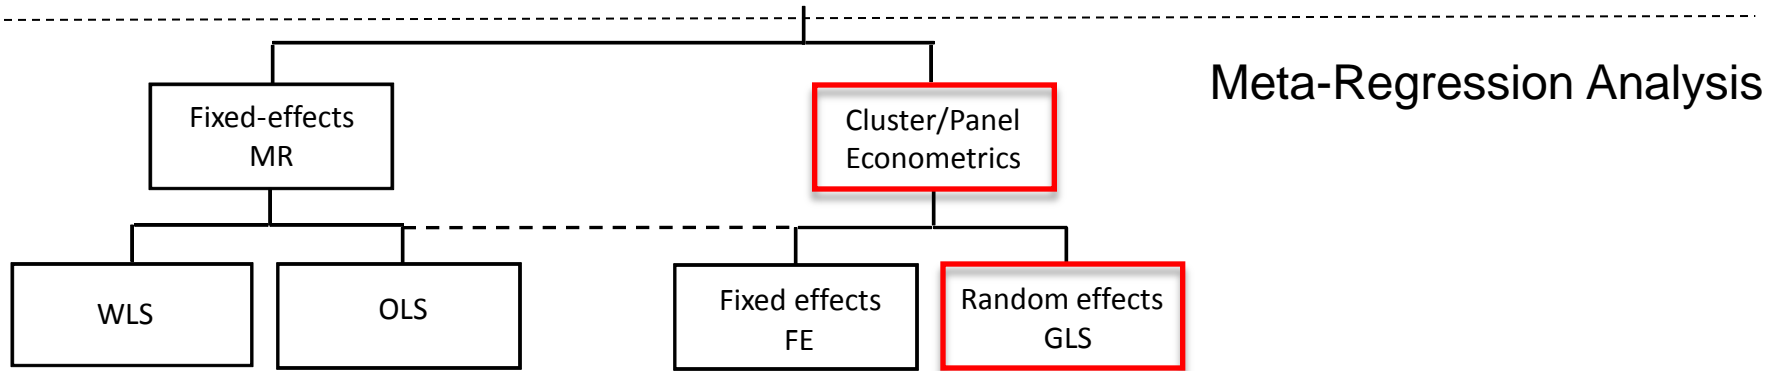 Meta-Regression Analysis
Fixed-effects
MR
Cluster/Panel
Econometrics
WLS
OLS
Fixed effects
FE
Random effects
GLS